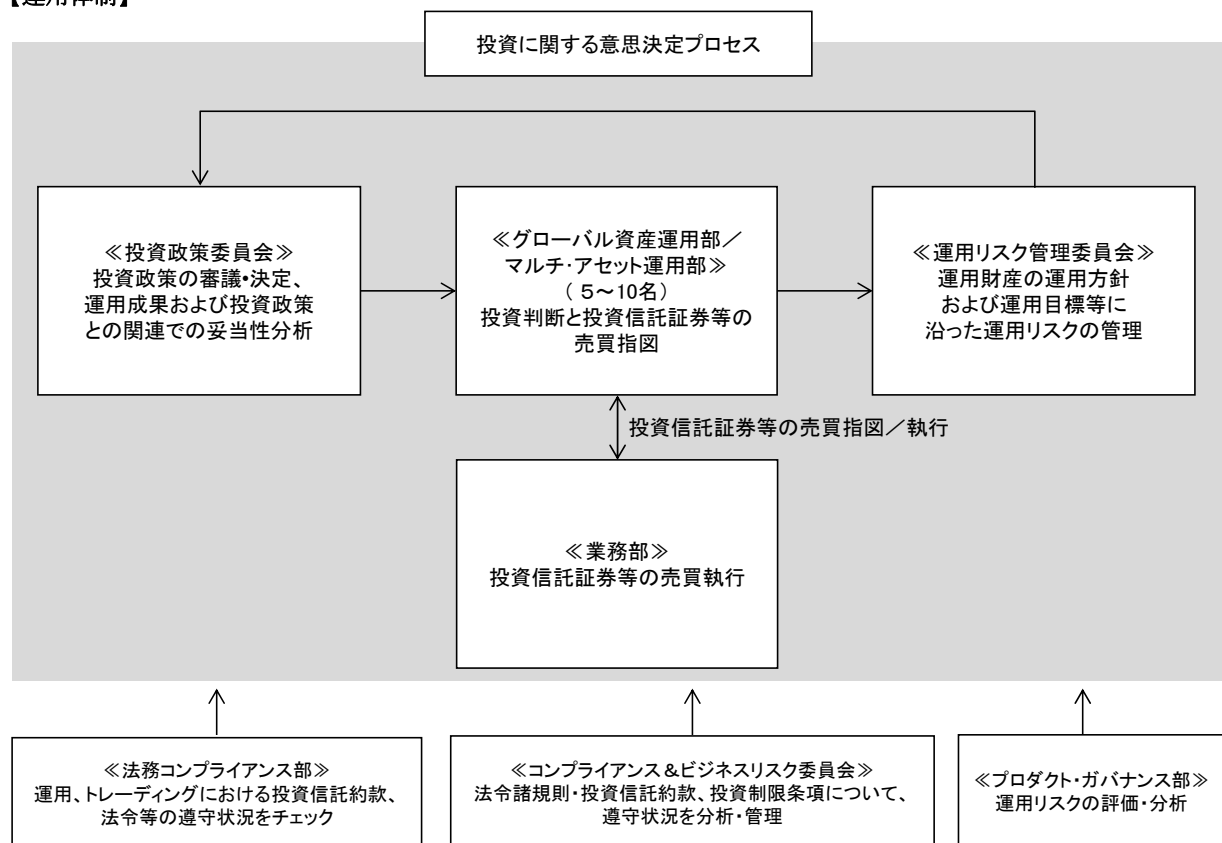 【運用体制】
投資に関する意思決定プロセス
≪投資政策委員会≫
投資政策の審議・決定、
運用成果および投資政策
との関連での妥当性分析
≪グローバル資産運用部／
マルチ・アセット運用部≫
（ 5～10名）
投資判断と投資信託証券等の
売買指図
≪運用リスク管理委員会≫
運用財産の運用方針
および運用目標等に
沿った運用リスクの管理
投資信託証券等の売買指図／執行
≪業務部≫
投資信託証券等の売買執行
≪法務コンプライアンス部≫
運用、トレーディングにおける投資信託約款、
法令等の遵守状況をチェック
≪コンプライアンス＆ビジネスリスク委員会≫
法令諸規則・投資信託約款、投資制限条項について、
遵守状況を分析・管理
≪プロダクト・ガバナンス部≫
運用リスクの評価・分析